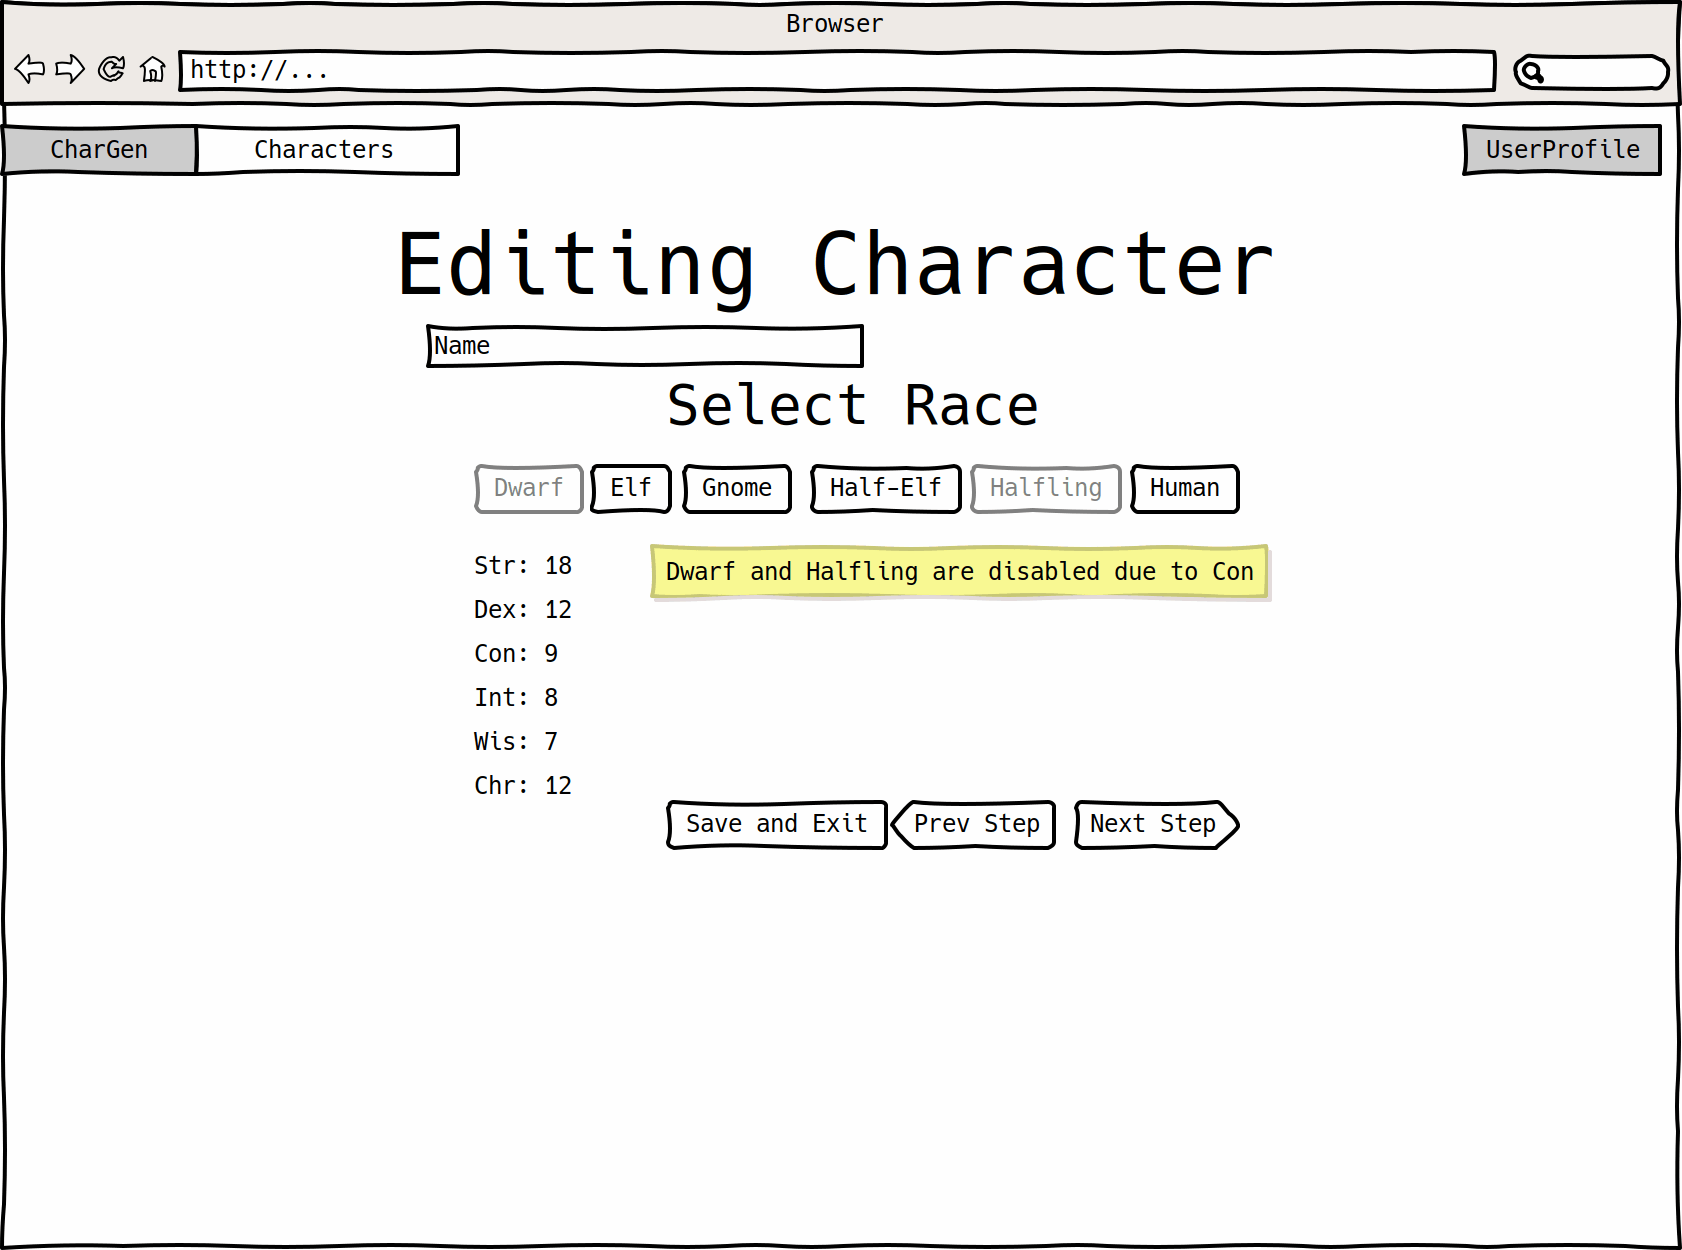 Browser
http://...
CharGen Characters UserProfile
Editing Character
Name
Select Race
Dwarf Elf Gnome Half-Elf Halfling Human
Str: 18
Dwarf and Halfling are disabled due to Con
Dex: 12
Con: 9
Int: 8
Wis: 7
Chr: 12
Save and Exit Prev Step Next Step